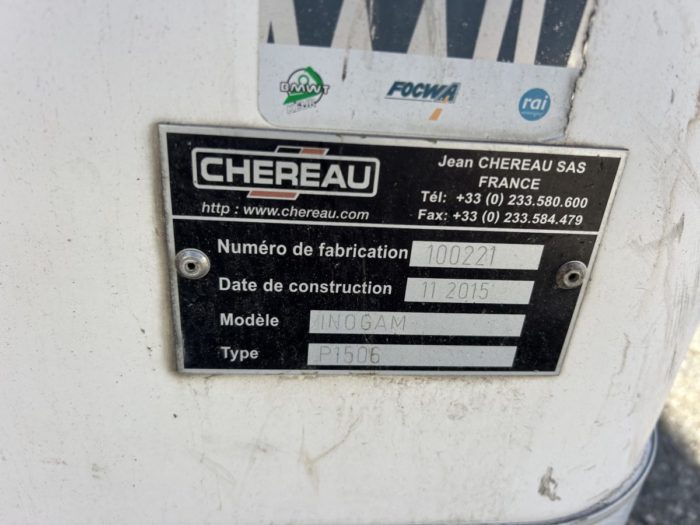 BMWT
KEUR
FOCWA
rai
CHEREAU
http : www.chereau.com
Jean CHEREAU SAS
FRANCE
Tél: +33 (0) 233.580.600
Fax: +33 (0) 233.584.479
Numéro de fabrication 100221
Date de construction 11 2015
Modèle INOGAM
Type P1506